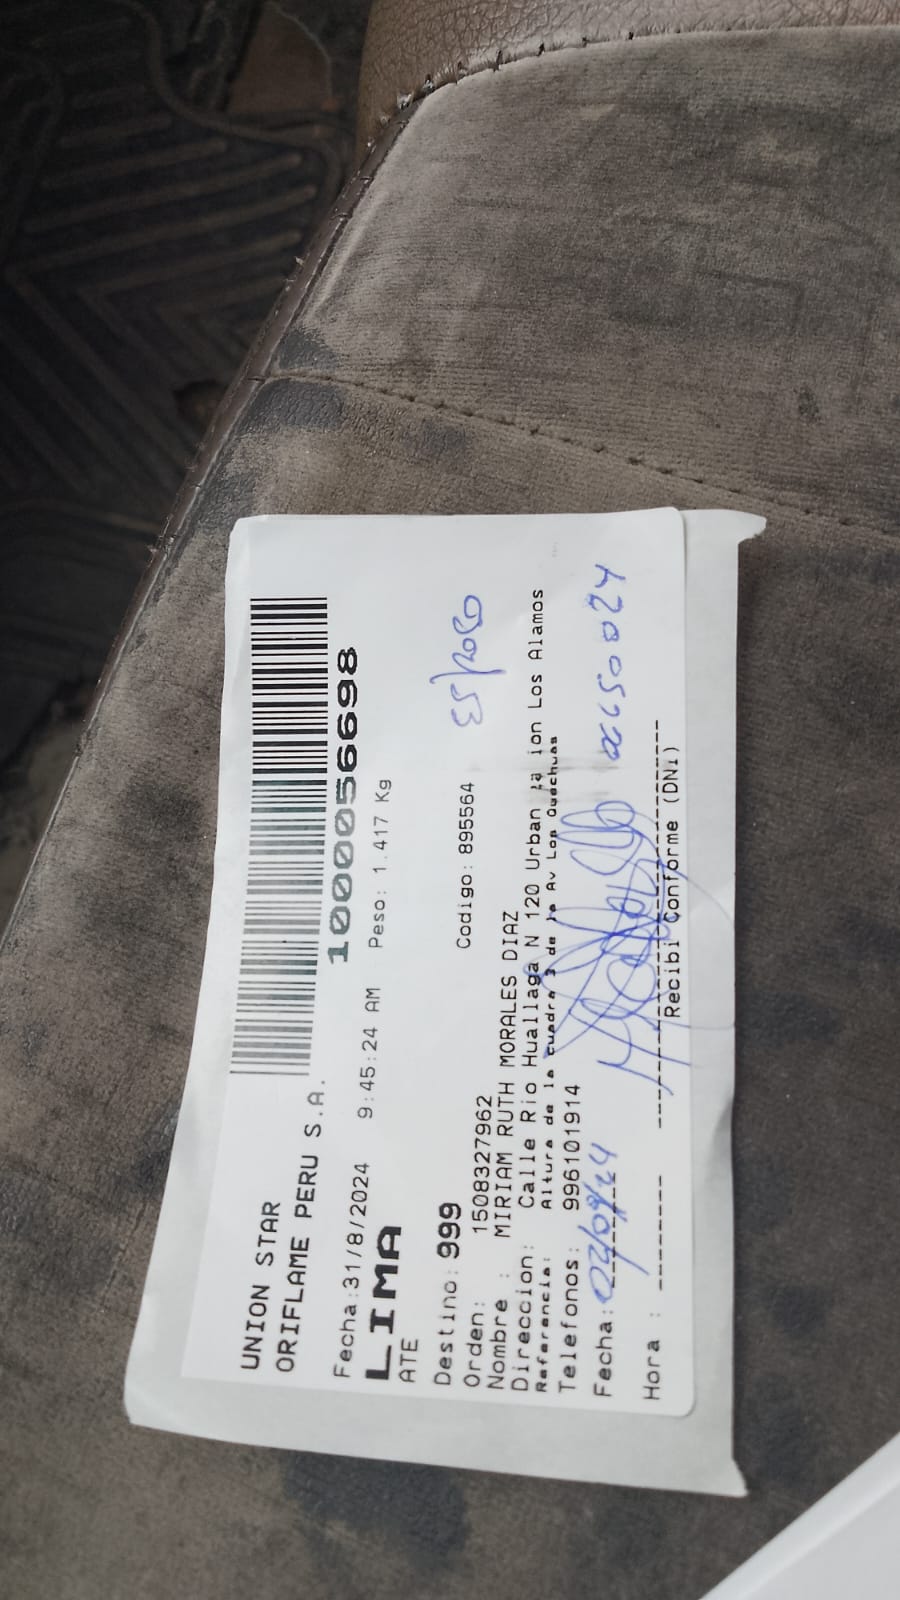 UNION STAR
ORIFLAME PERU S.A.
10000056698
Fecha:31/8/2024 9:45:24 AM Peso: 1.417 Kg
LIMA
ATE
Destino: 999
Orden: 1508327962 Codigo: 895564
Nombre : MIRIAM RUTH MORALES DIAZ
Direccion: Calle Rio Huallaga N 120 Urban ion Los Alamos
Referencia: Altura de la cuadra 3 de la Av Los Quechuas
Telefonos: 996101914
Fecha: 02/09/24
Hora :
Recibi Conforme (DNI)